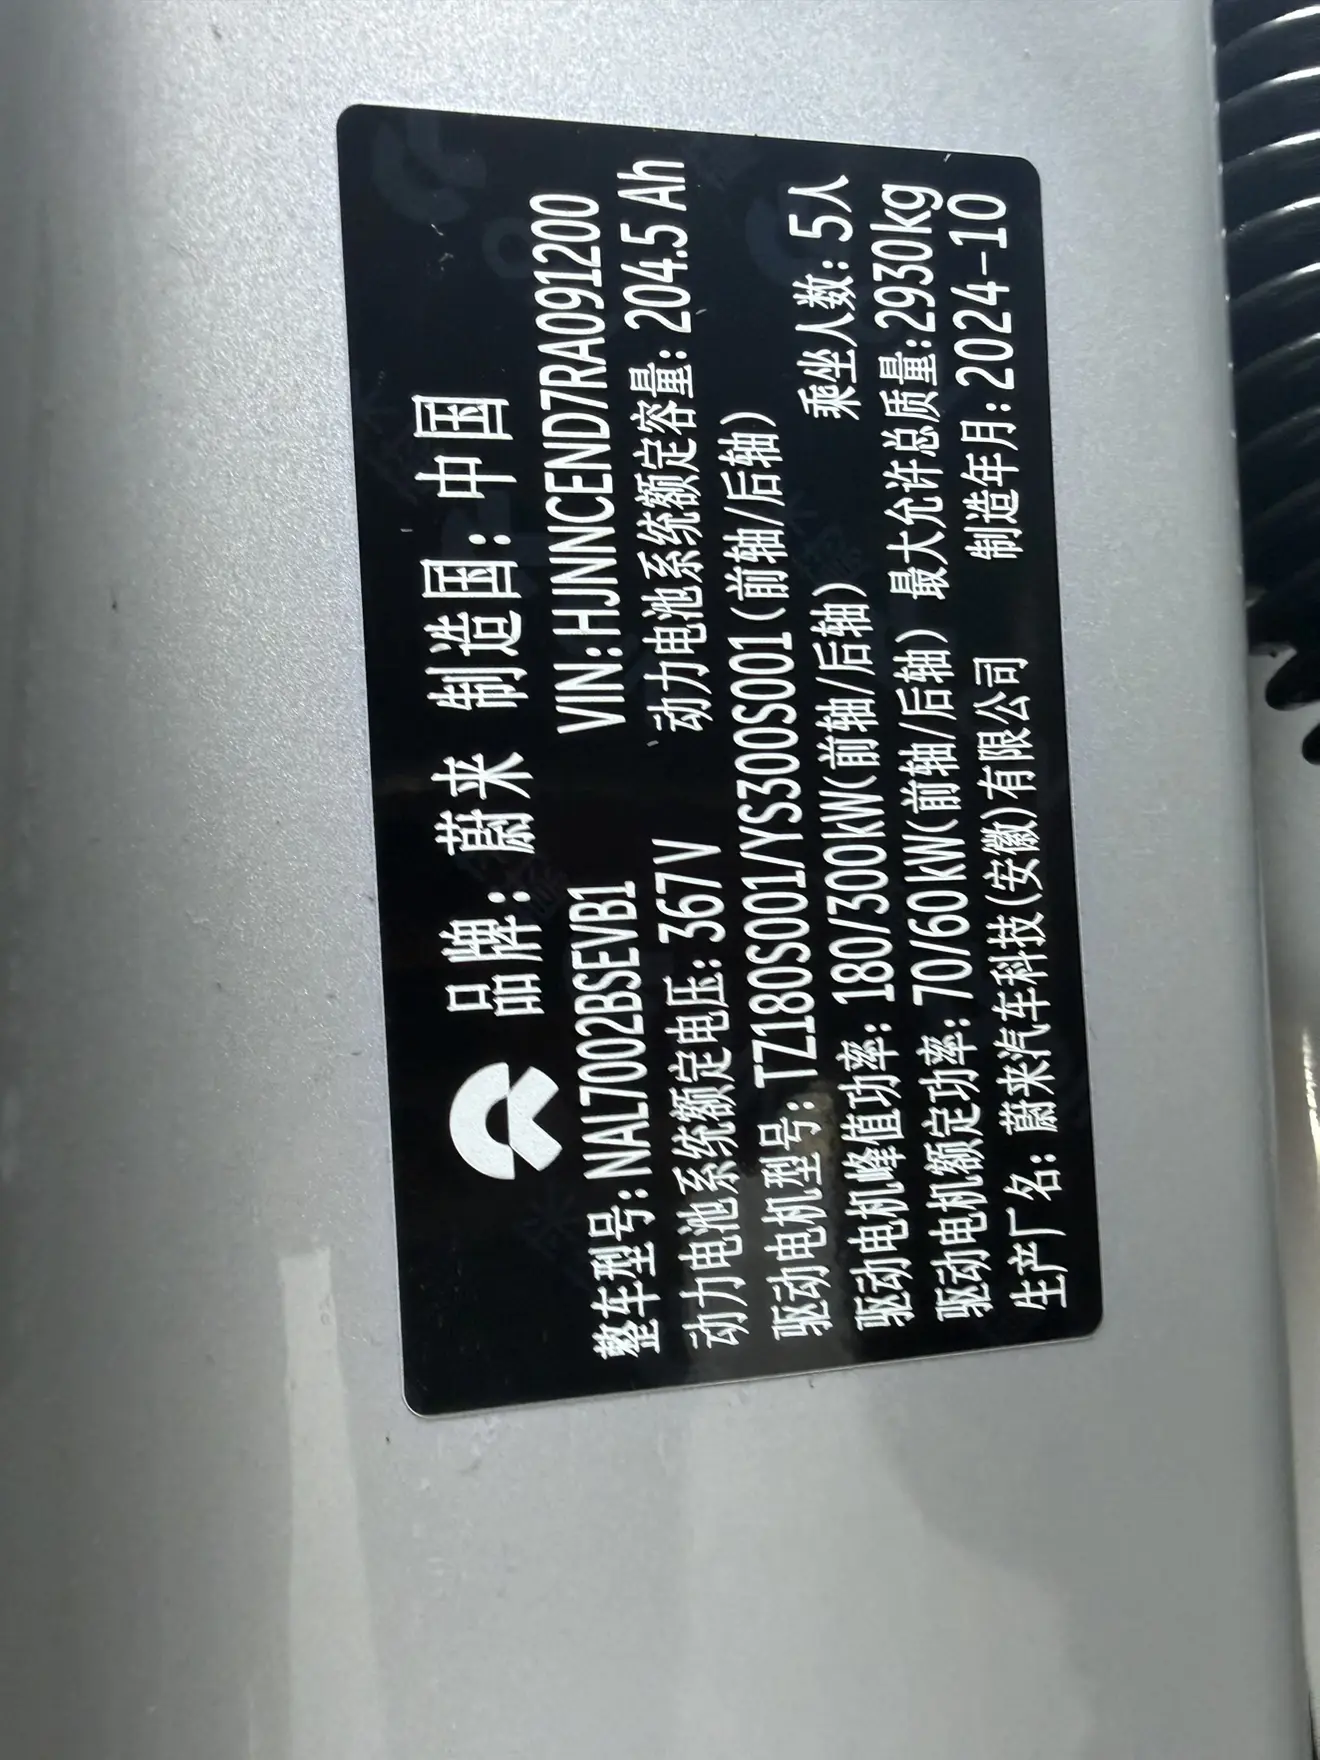 品牌：蔚来 制造国：中国
整车型号：NAL7002BSEVB1 VIN：HJNNCEND7RA091200
动力电池系统额定电压：367V 动力电池系统额定容量：204.5 Ah
驱动电机型号：TZ180S001/YS300S001(前轴/后轴)
驱动电机峰值功率：180/300kW(前轴/后轴) 乘坐人数：5人
驱动电机额定功率：70/60kW(前轴/后轴) 最大允许总质量：2930kg
生产厂名：蔚来汽车科技(安徽)有限公司 制造年月：2024-10